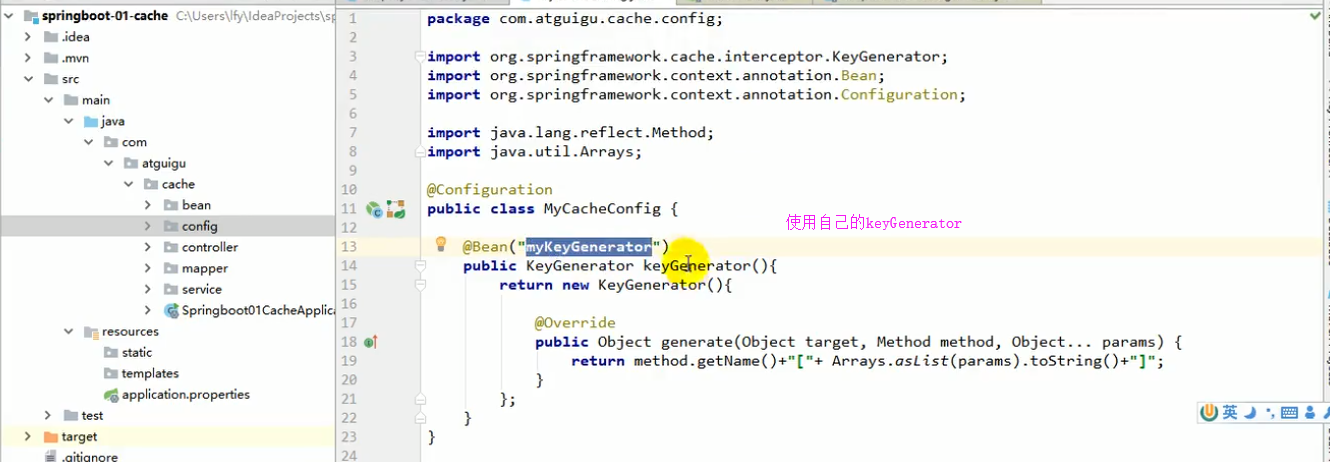 springboot-01-cache C:\Users\lfy\IdeaProjects\sp
.idea
.mvn
src
main
java
com
atguigu
cache
bean
config
controller
mapper
service
Springboot01CacheApplica
resources
static
templates
application.properties
test
target
.gitignore
1 package com.atguigu.cache.config;
2
3 import org.springframework.cache.interceptor.KeyGenerator;
4 import org.springframework.context.annotation.Bean;
5 import org.springframework.context.annotation.Configuration;
6
7 import java.lang.reflect.Method;
8 import java.util.Arrays;
9
10 @Configuration
11 public class MyCacheConfig {
使用自己的keyGenerator
12
13 @Bean("myKeyGenerator")
14 public KeyGenerator keyGenerator(){
15 return new KeyGenerator(){
16
17 @Override
18 public Object generate(Object target, Method method, Object... params) {
19 return method.getName()+"["+ Arrays.asList(params).toString()+"]";
20 }
21 };
22 }
23 }
24
英